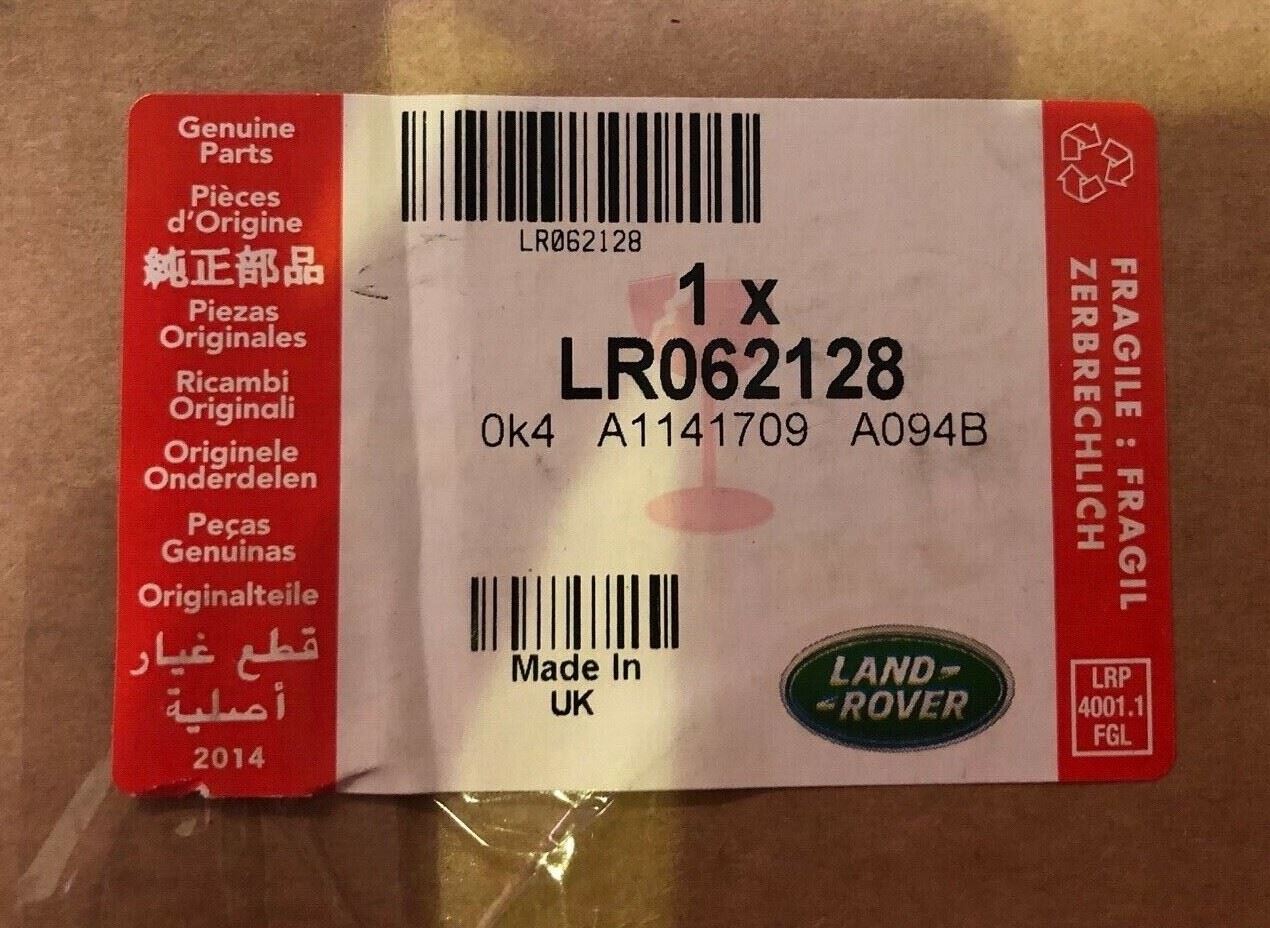 Genuine
Parts
Pièces
d'Origine
純正部品
Piezas
Originales
Ricambi
Originali
Originele
Onderdelen
Peças
Genuinas
Originalteile
قطع غيار
أصلية
2014
LR062128
1 x
LR062128
0k4 A1141709 A094B
Made In
UK
LAND-
-ROVER
FRAGILE : FRAGIL
ZERBRECHLICH
LRP
4001.1
FGL